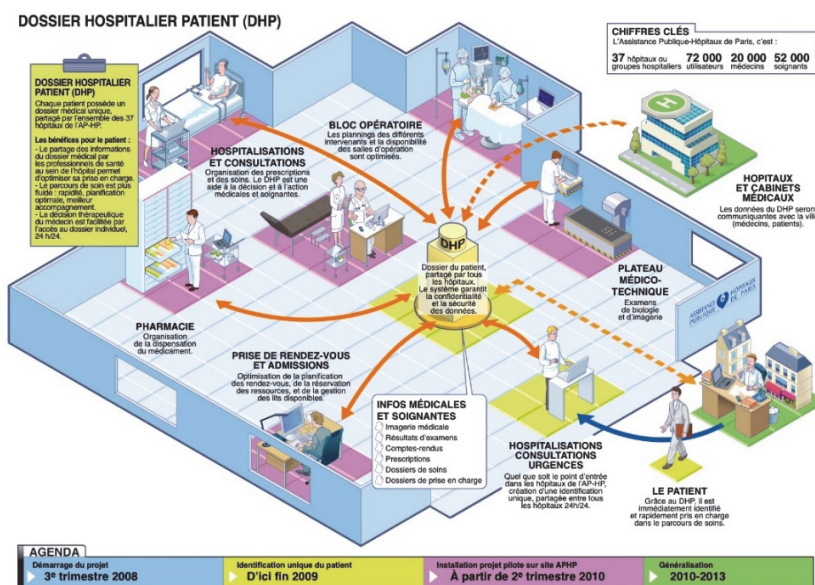 DOSSIER HOSPITALIER PATIENT (DHP)
DOSSIER HOSPITALIER
PATIENT (DHP)
Chaque patient possède un
dossier médical unique,
partagé par l'ensemble des 37
hôpitaux de l'AP-HP.
Les bénéfices pour le patient :
- Le partage des informations
du dossier médical par
les professionnels de santé
au sein de l'hôpital permet
d'optimiser sa prise en charge.
- Le parcours de soin est plus
fluide : rapidité, planification
optimale, meilleur
accompagnement.
- La décision thérapeutique
du médecin est facilitée par
l'accès au dossier individuel,
24 h/24.
CHIFFRES CLÉS
L'Assistance Publique-Hôpitaux de Paris, c'est :
37 hôpitaux ou groupes hospitaliers
72 000 utilisateurs
20 000 médecins
52 000 soignants
HOSPITALISATIONS
ET CONSULTATIONS
Organisation des prescriptions
et des soins. Le DHP est une
aide à la décision et à l'action
médicales et soignantes.
BLOC OPÉRATOIRE
Les plannings des différents
intervenants et la disponibilité
des salles d'opération
sont optimisés.
H
HOPITAUX
ET CABINETS
MÉDICAUX
Les données du DHP seront
communiquantes avec la ville
(médecins, patients).
DHP
Dossier du patient,
partagé par tous
les hôpitaux.
Le système garantit
la confidentialité
et la sécurité
des données.
PLATEAU
MÉDICO-
TECHNIQUE
Examens
de biologie
et d'imagerie
ASSISTANCE
PUBLIQUE
HÔPITAUX
DE PARIS
PHARMACIE
Organisation
de la dispensation
du médicament.
PRISE DE RENDEZ-VOUS
ET ADMISSIONS
Optimisation de la planification
des rendez-vous, de la réservation
des ressources, et de la gestion
des lits disponibles.
INFOS MÉDICALES
ET SOIGNANTES
Imagerie médicale
Résultats d'examens
Comptes-rendus
Prescriptions
Dossiers de soins
Dossiers de prise en charge
HOSPITALISATIONS
CONSULTATIONS
URGENCES
Quel que soit le point d'entrée
dans les hôpitaux de l'AP-HP,
création d'une identification
unique, partagée entre tous
les hôpitaux 24h/24.
LE PATIENT
Grâce au DHP, il est
immédiatement identifié
et rapidement pris en charge
dans le parcours de soins.
AGENDA
Démarrage du projet
3e trimestre 2008
Identification unique du patient
D'ici fin 2009
Installation projet pilote sur site APHP
À partir de 2e trimestre 2010
Généralisation
2010-2013